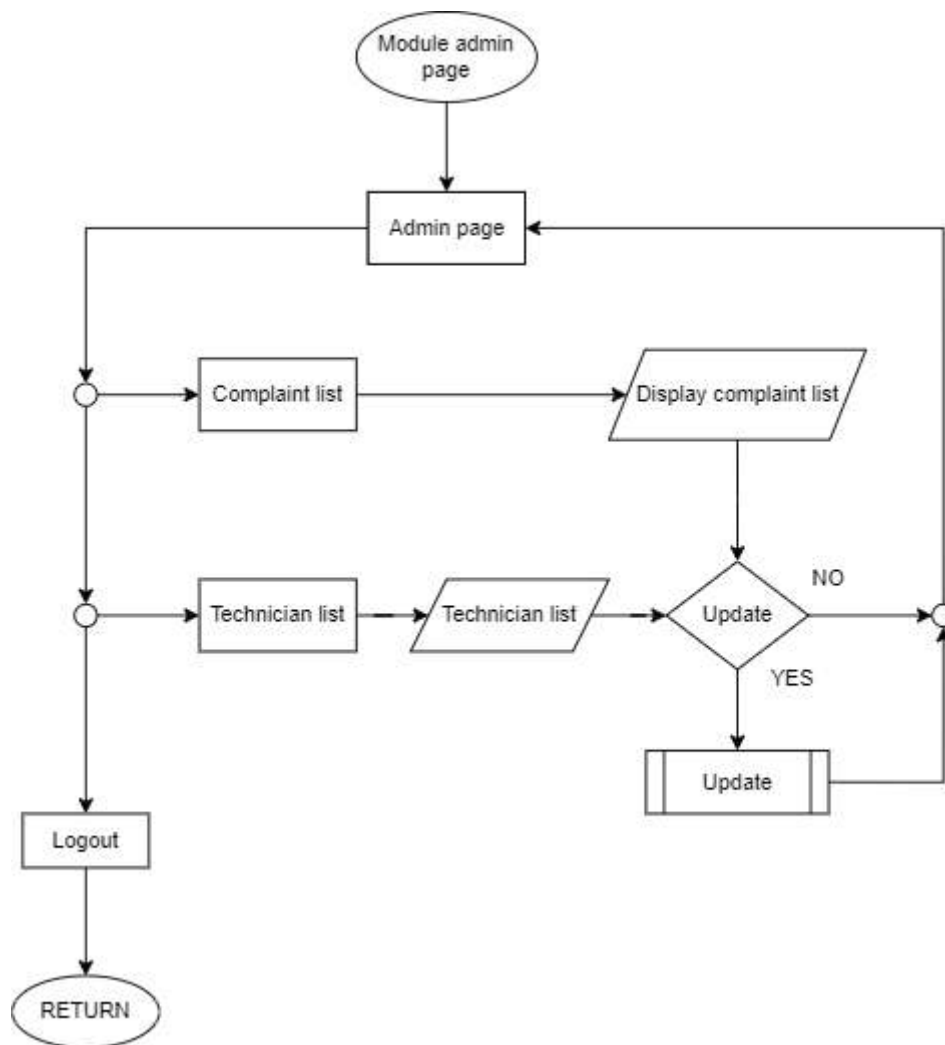 Module admin
page
Admin page
Complaint list
Display complaint list
Technician list
Technician list
Update
NO
YES
Update
Logout
RETURN